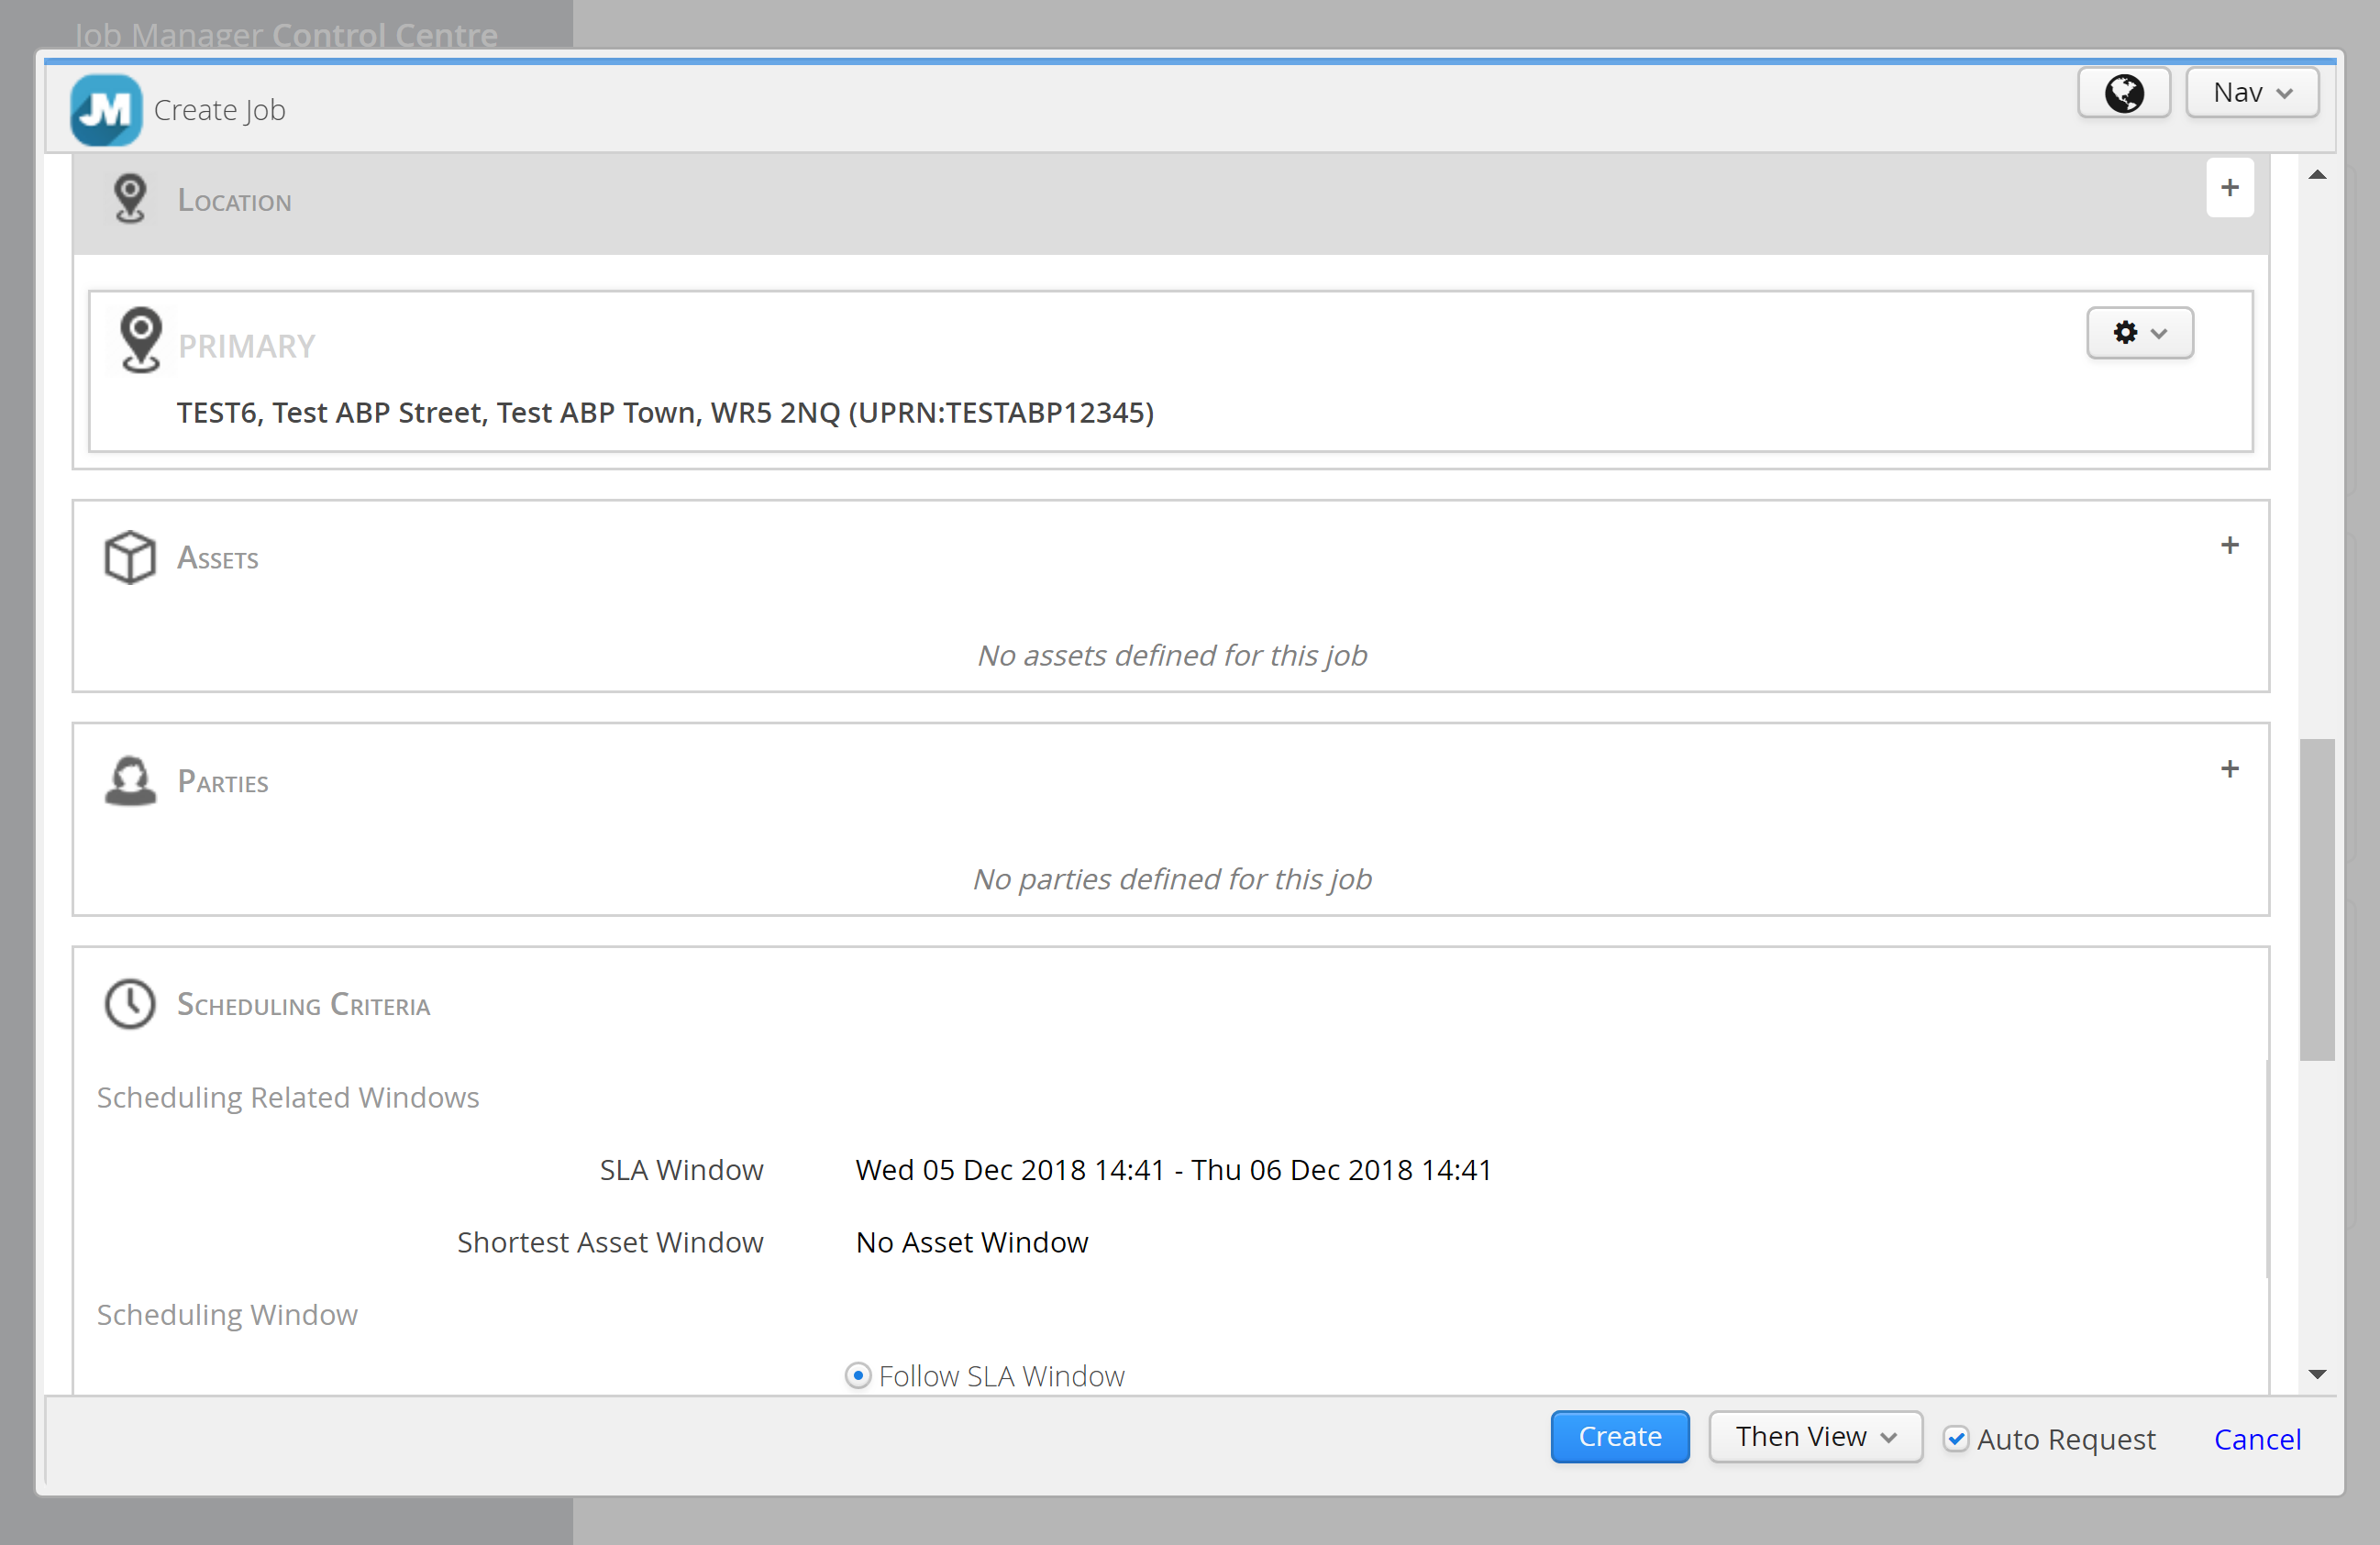 Job Manager Control Centre
JM Create Job
Nav
Location
+
PRIMARY
TEST6, Test ABP Street, Test ABP Town, WR5 2NQ (UPRN:TESTABP12345)
Assets
+
No assets defined for this job
Parties
+
No parties defined for this job
Scheduling Criteria
Scheduling Related Windows
SLA Window Wed 05 Dec 2018 14:41 - Thu 06 Dec 2018 14:41
Shortest Asset Window No Asset Window
Scheduling Window
Follow SLA Window
Create Then View Auto Request Cancel